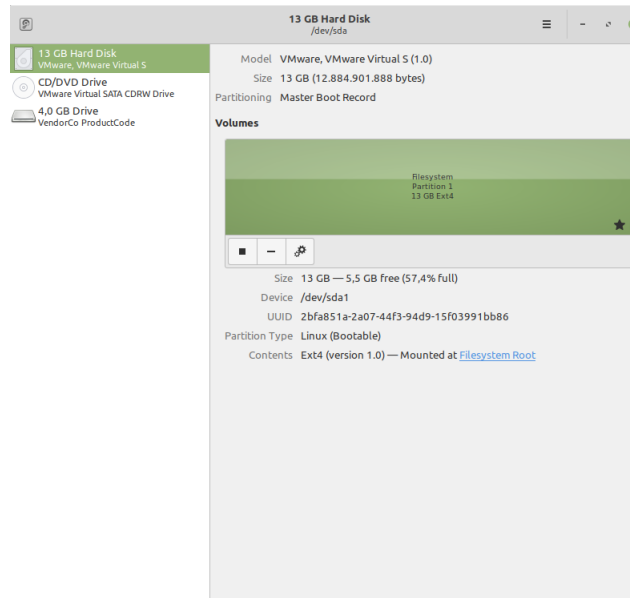 13 GB Hard Disk
/dev/sda
13 GB Hard Disk
VMware, VMware Virtual S
CD/DVD Drive
VMware Virtual SATA CDRW Drive
4,0 GB Drive
VendorCo ProductCode
Model VMware, VMware Virtual S (1.0)
Size 13 GB (12.884.901.888 bytes)
Partitioning Master Boot Record
Volumes
Filesystem
Partition 1
13 GB Ext4
Size 13 GB — 5,5 GB free (57,4% full)
Device /dev/sda1
UUID 2bfa851a-2a07-44f3-94d9-15f03991bb86
Partition Type Linux (Bootable)
Contents Ext4 (version 1.0) — Mounted at Filesystem Root